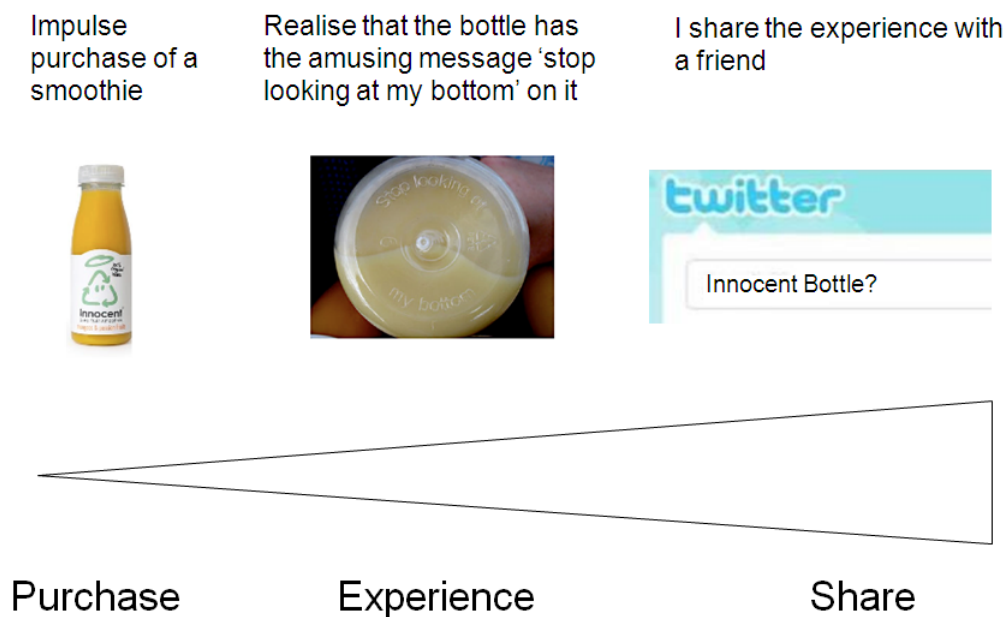 Impulse
purchase of a
smoothie
Realise that the bottle has
the amusing message ‘stop
looking at my bottom’ on it
I share the experience with
a friend
innocent
Stop looking at
my bottom
twitter
Innocent Bottle?
Purchase
Experience
Share